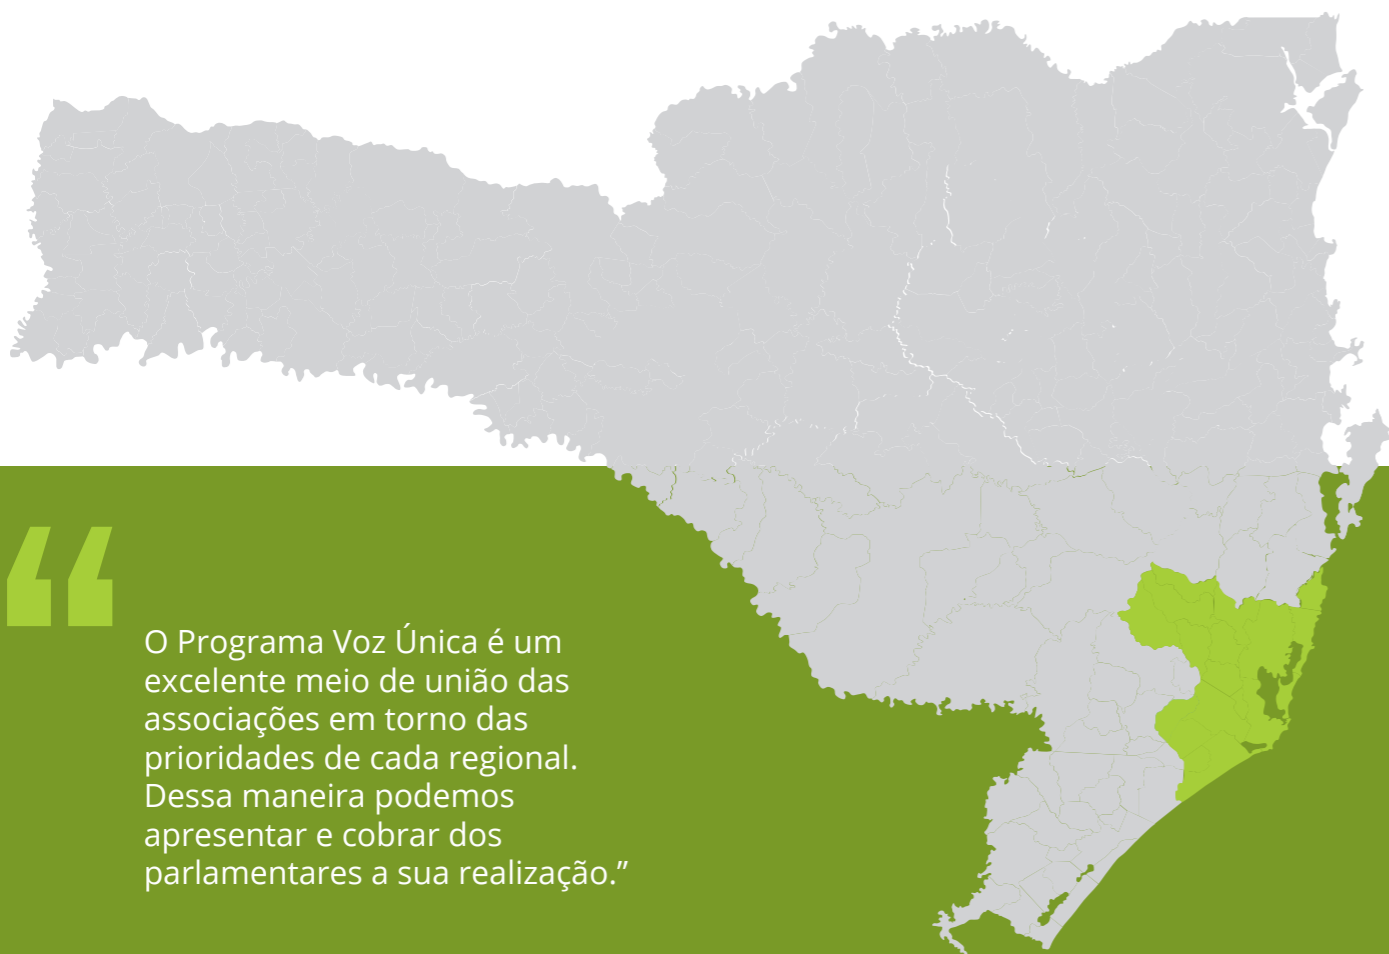 “
O Programa Voz Única é um
excelente meio de união das
associações em torno das
prioridades de cada regional.
Dessa maneira podemos
apresentar e cobrar dos
parlamentares a sua realização.”